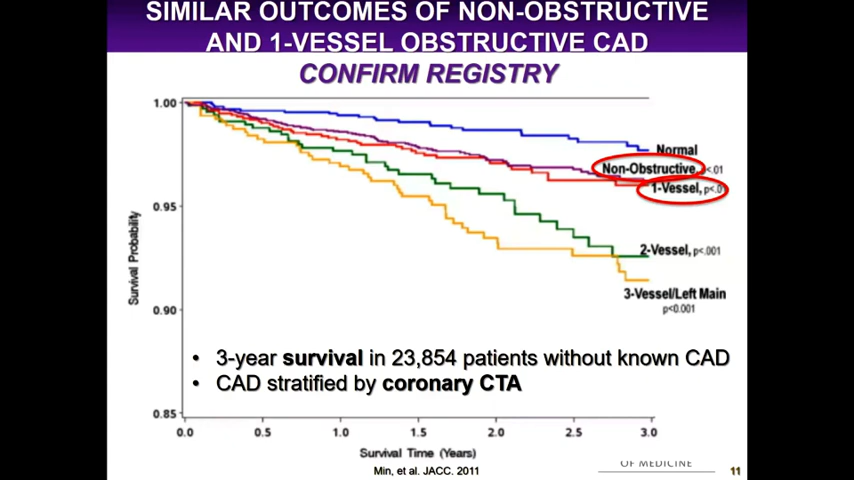 SIMILAR OUTCOMES OF NON-OBSTRUCTIVE
AND 1-VESSEL OBSTRUCTIVE CAD
CONFIRM REGISTRY
1.00
0.95
0.90
0.85
Survival Probability
Normal
Non-Obstructive, p<.01
1-Vessel, p<.0
2-Vessel, p<.001
3-Vessel/Left Main
p<0.001
• 3-year survival in 23,854 patients without known CAD
• CAD stratified by coronary CTA
0.0 0.5 1.0 1.5 2.0 2.5 3.0
Survival Time (Years)
Min, et al. JACC. 2011
OF MEDICINE
11